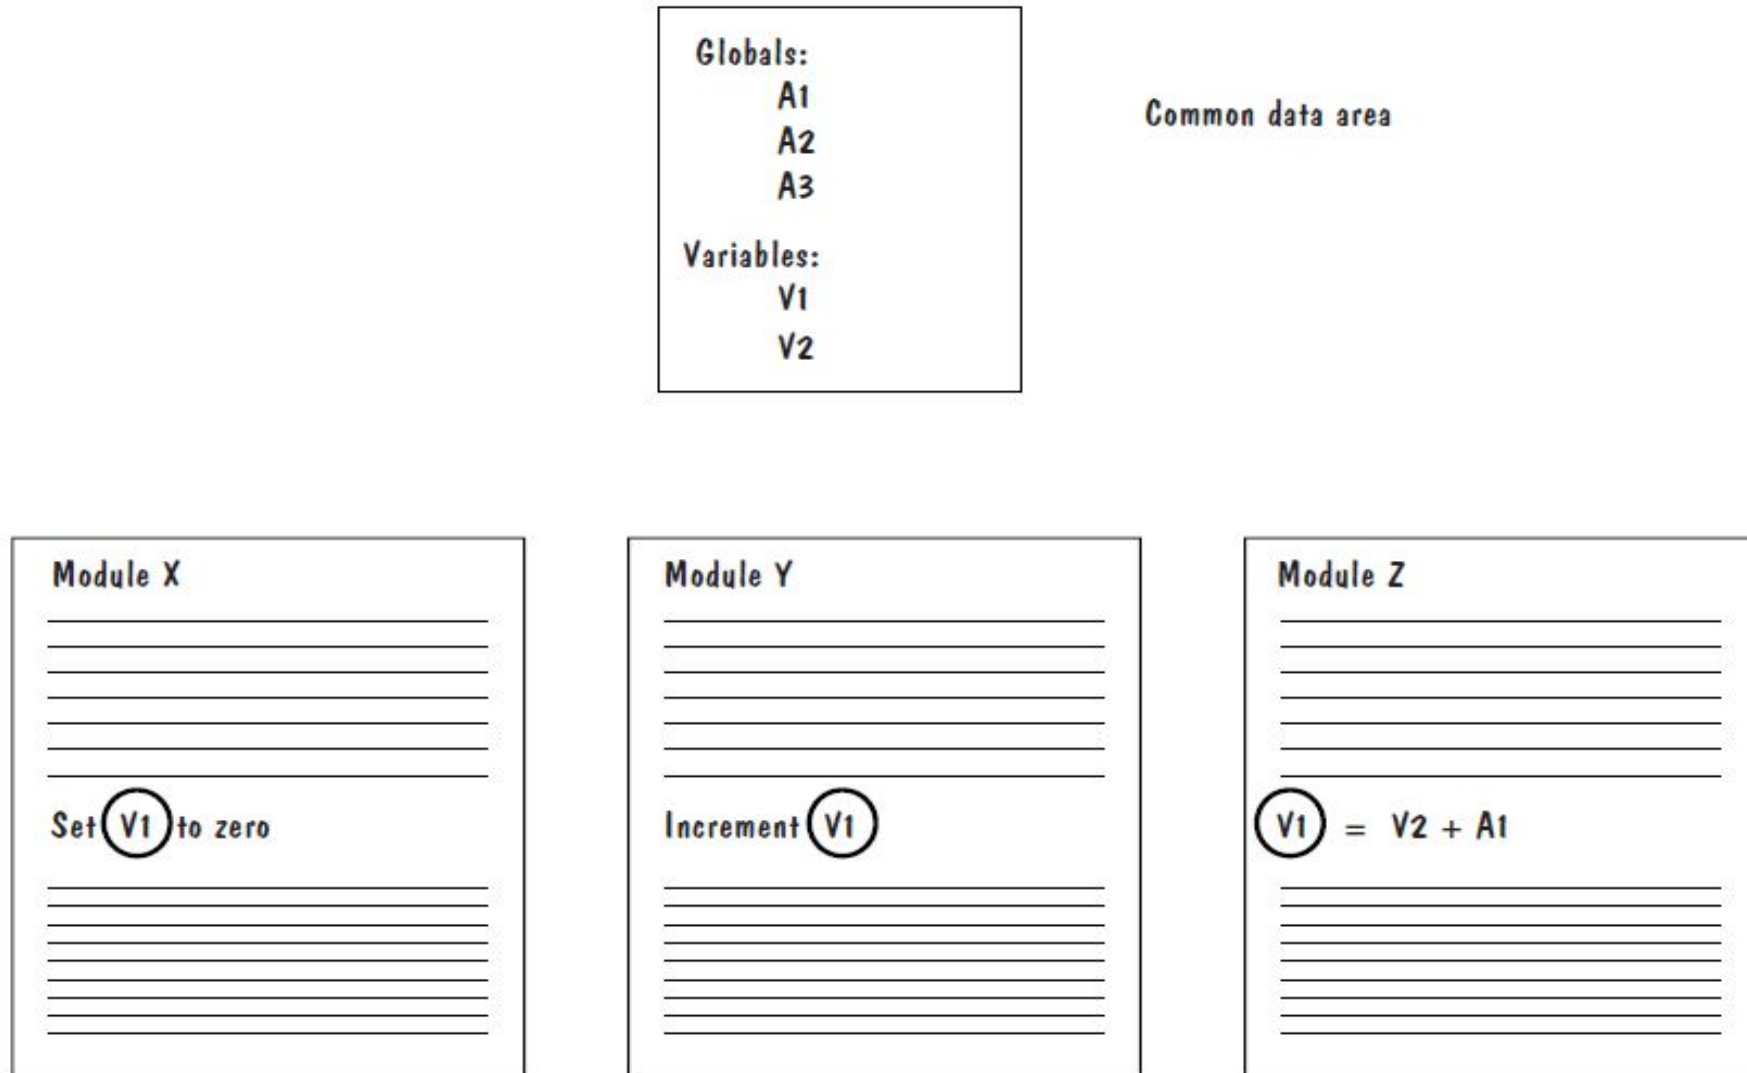 Globals:
A1
A2
A3
Variables:
V1
V2
Common data area
Module X
Set V1 to zero
Module Y
Increment V1
Module Z
V1 = V2 + A1